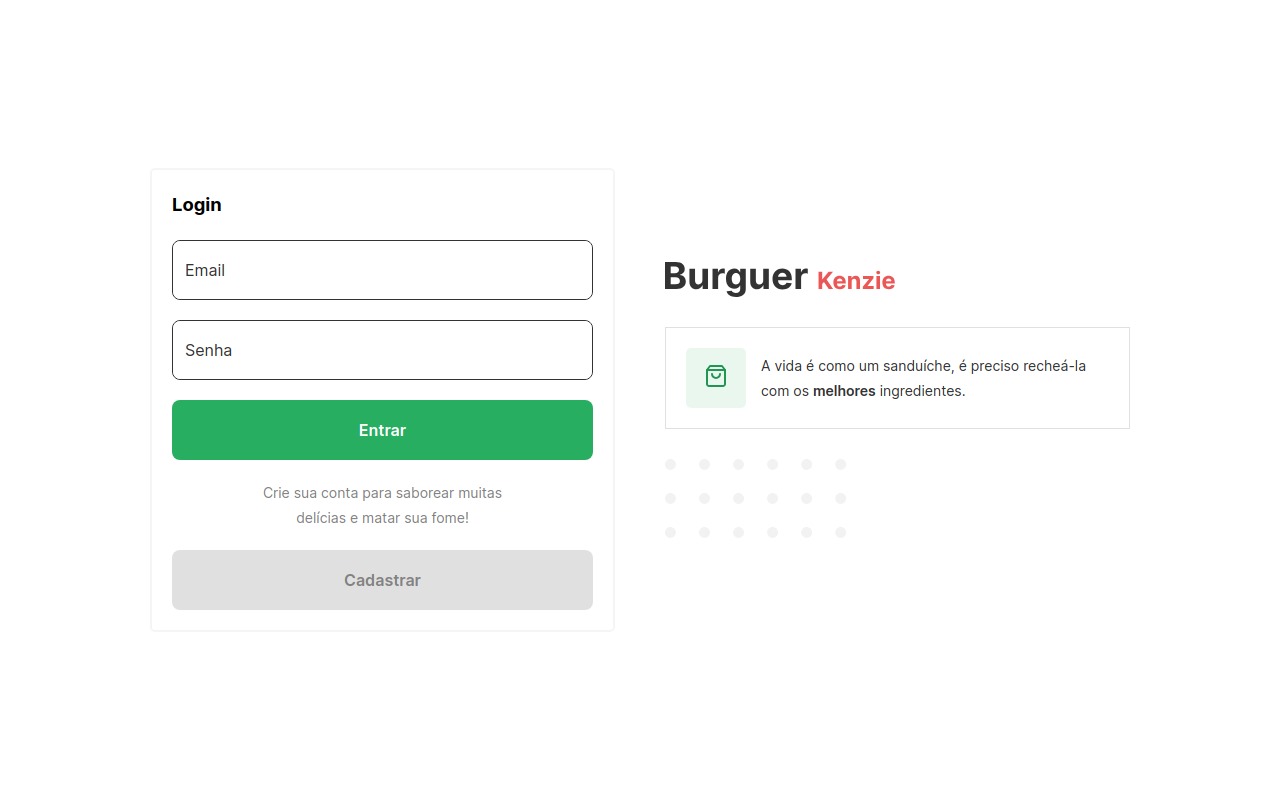 Login
Email
Senha
Entrar
Crie sua conta para saborear muitas
delícias e matar sua fome!
Cadastrar
Burguer Kenzie
A vida é como um sanduíche, é preciso recheá-la
com os melhores ingredientes.